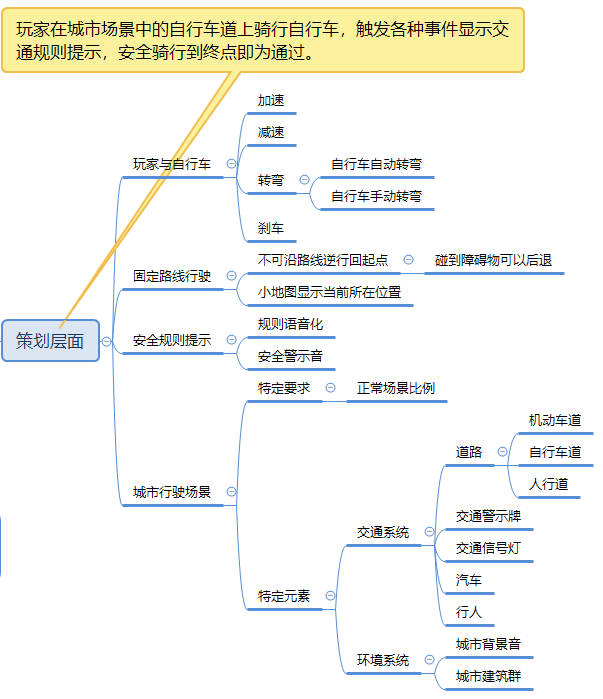 玩家在城市场景中的自行车道上骑行自行车，触发各种事件显示交
通规则提示，安全骑行到终点即为通过。
策划层面
玩家与自行车
加速
减速
转弯
自行车自动转弯
自行车手动转弯
刹车
固定路线行驶
不可沿路线逆行回起点
碰到障碍物可以后退
小地图显示当前所在位置
安全规则提示
规则语音化
安全警示音
城市行驶场景
特定要求
正常场景比例
特定元素
交通系统
道路
机动车道
自行车道
人行道
交通警示牌
交通信号灯
汽车
行人
环境系统
城市背景音
城市建筑群